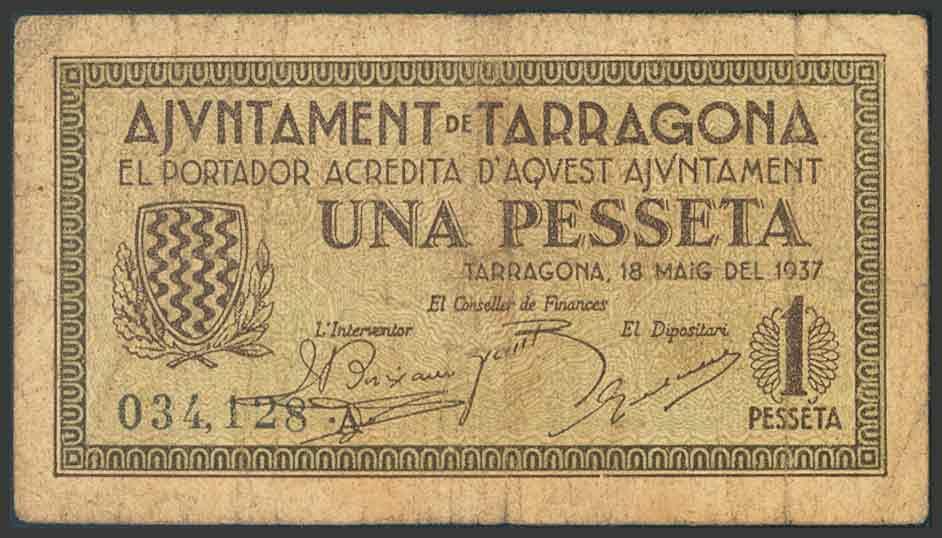 AJVNTAMENT DE TARRAGONA
EL PORTADOR ACREDITA D'AQVEST AJVNTAMENT
UNA PESSETA
TARRAGONA, 18 MAIG DEL 1937
El Conseller de Finances
L'Interventor
El Dipositari
034,128 ·A
1
PESSETA